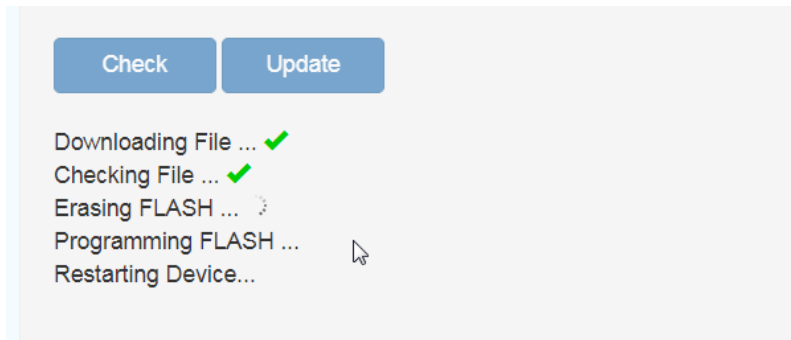 Check Update
Downloading File ...
Checking File ...
Erasing FLASH ...
Programming FLASH ...
Restarting Device...